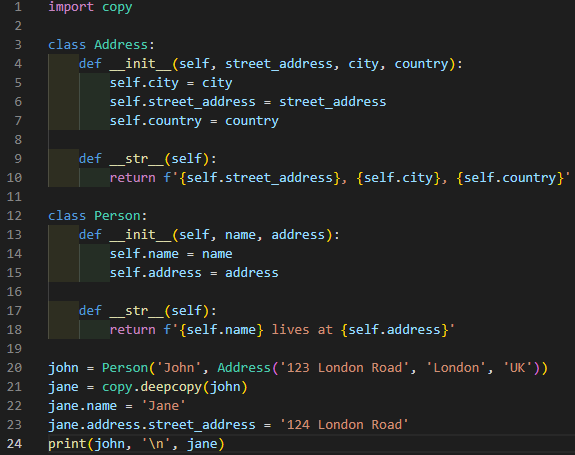 1 import copy
2
3 class Address:
4     def __init__(self, street_address, city, country):
5         self.city = city
6         self.street_address = street_address
7         self.country = country
8
9     def __str__(self):
10         return f'{self.street_address}, {self.city}, {self.country}'
11
12 class Person:
13     def __init__(self, name, address):
14         self.name = name
15         self.address = address
16
17     def __str__(self):
18         return f'{self.name} lives at {self.address}'
19
20 john = Person('John', Address('123 London Road', 'London', 'UK'))
21 jane = copy.deepcopy(john)
22 jane.name = 'Jane'
23 jane.address.street_address = '124 London Road'
24 print(john, '\n', jane)